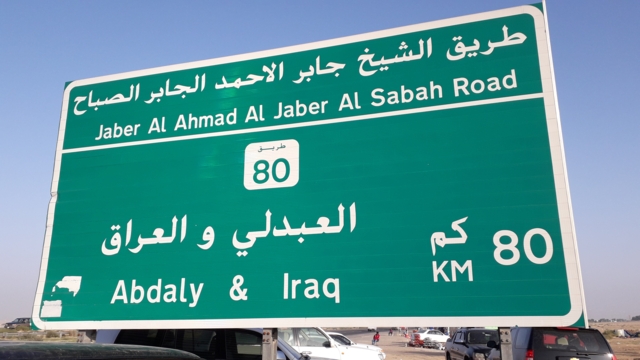 طريق الشيخ جابر الاحمد الجابر الصباح
Jaber Al Ahmad Al Jaber Al Sabah Road
طريق
80
العبدلي و العراق
Abdaly & Iraq
كم
KM
80